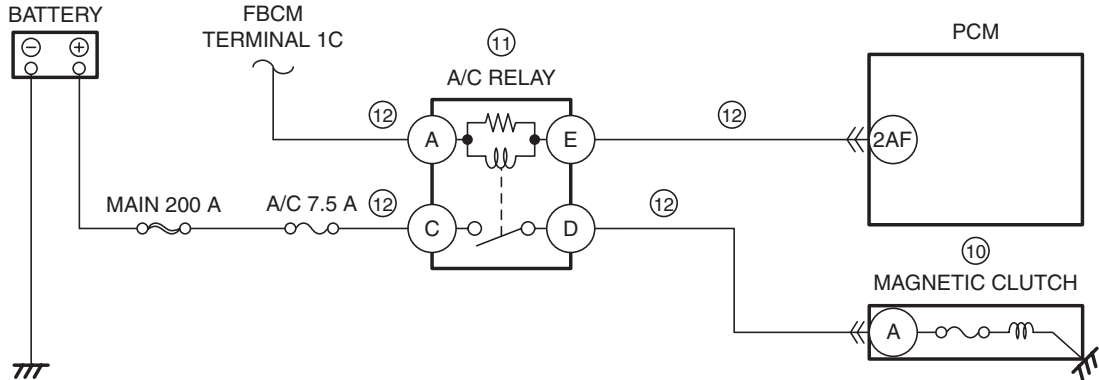 BATTERY
− +
FBCM
TERMINAL 1C
⑪
A/C RELAY
PCM
⑫
A
E
⑫
2AF
MAIN 200 A
A/C 7.5 A
⑫
C
D
⑫
⑩
MAGNETIC CLUTCH
A